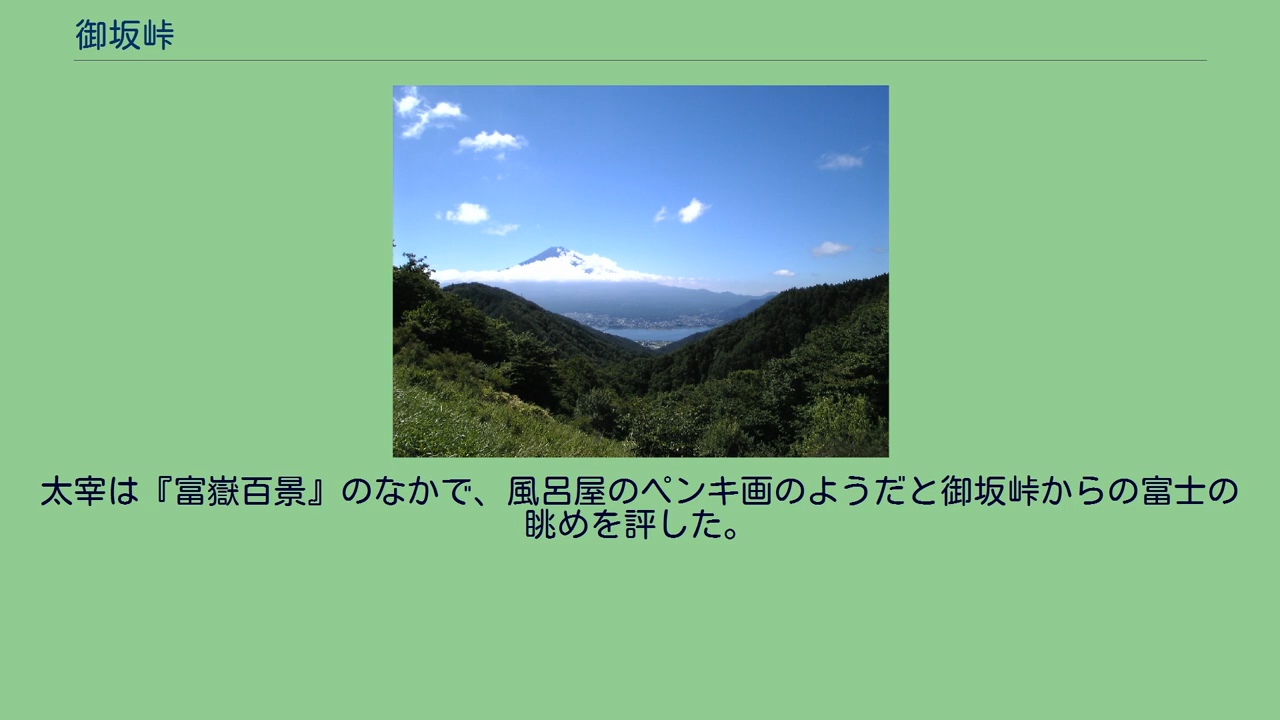 御坂峠
太宰は『富嶽百景』のなかで、風呂屋のペンキ画のようだと御坂峠からの富士の
眺めを評した。